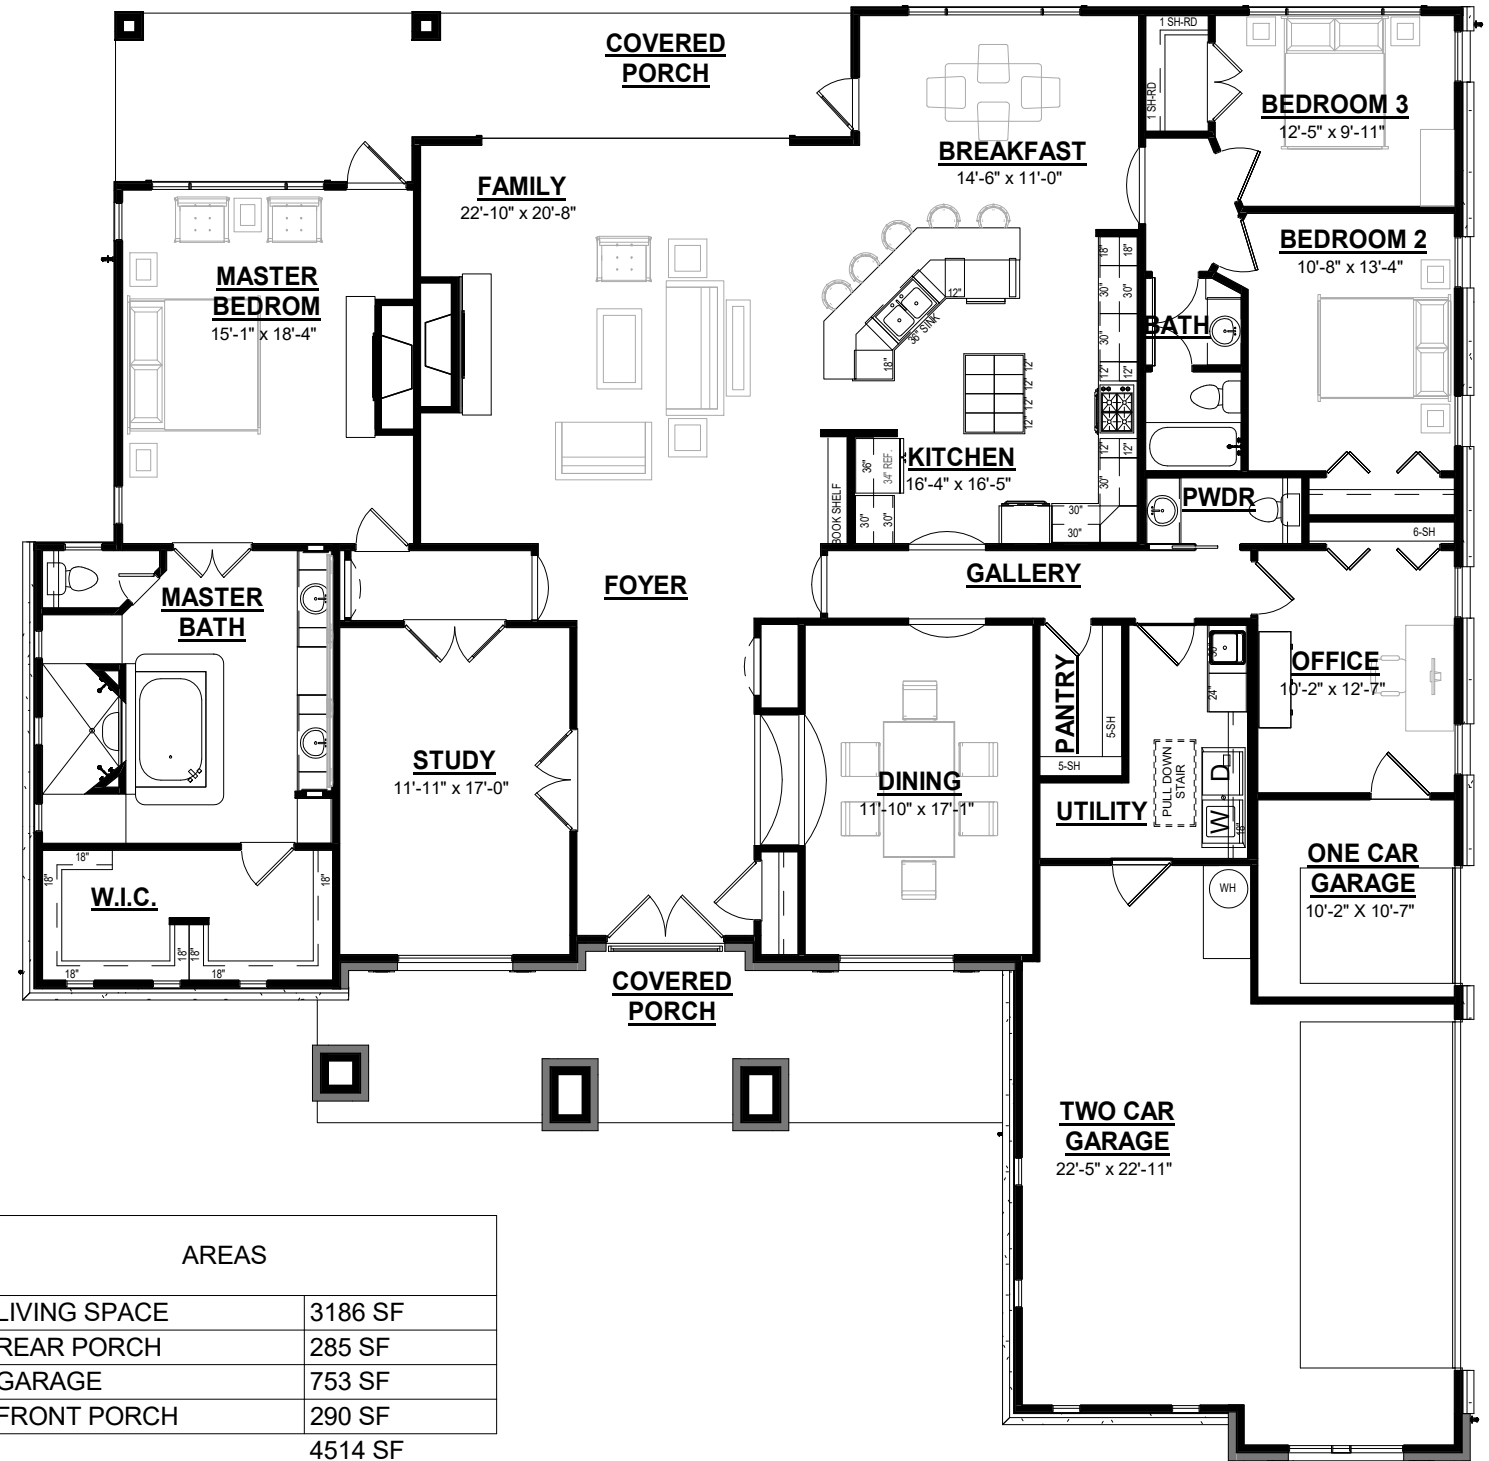 COVERED
PORCH
1 SH-RD
1 SH-RD
BEDROOM 3
12'-5" x 9'-11"
BREAKFAST
14'-6" x 11'-0"
FAMILY
22'-10" x 20'-8"
BEDROOM 2
10'-8" x 13'-4"
MASTER
BEDROM
15'-1" x 18'-4"
18"
18"
30"
30"
12"
36" SINK
BATH
30"
18"
12"
12"
12"
12"
12"
12"
12"
12"
30"
KITCHEN
16'-4" x 16'-5"
36"
34" REF.
BOOK SHELF
30"
30"
30"
30"
PWDR
6-SH
GALLERY
FOYER
MASTER
BATH
30"
24"
OFFICE
10'-2" x 12'-7"
PANTRY
5-SH
5-SH
STUDY
11'-11" x 17'-0"
DINING
11'-10" x 17'-1"
PULL DOWN
STAIR
D
W
18"
UTILITY
ONE CAR
GARAGE
10'-2" X 10'-7"
WH
18"
18"
18"
W.I.C.
18"
18"
18"
18"
COVERED
PORCH
TWO CAR
GARAGE
22'-5" x 22'-11"
AREAS
LIVING SPACE 3186 SF
REAR PORCH 285 SF
GARAGE 753 SF
FRONT PORCH 290 SF
4514 SF